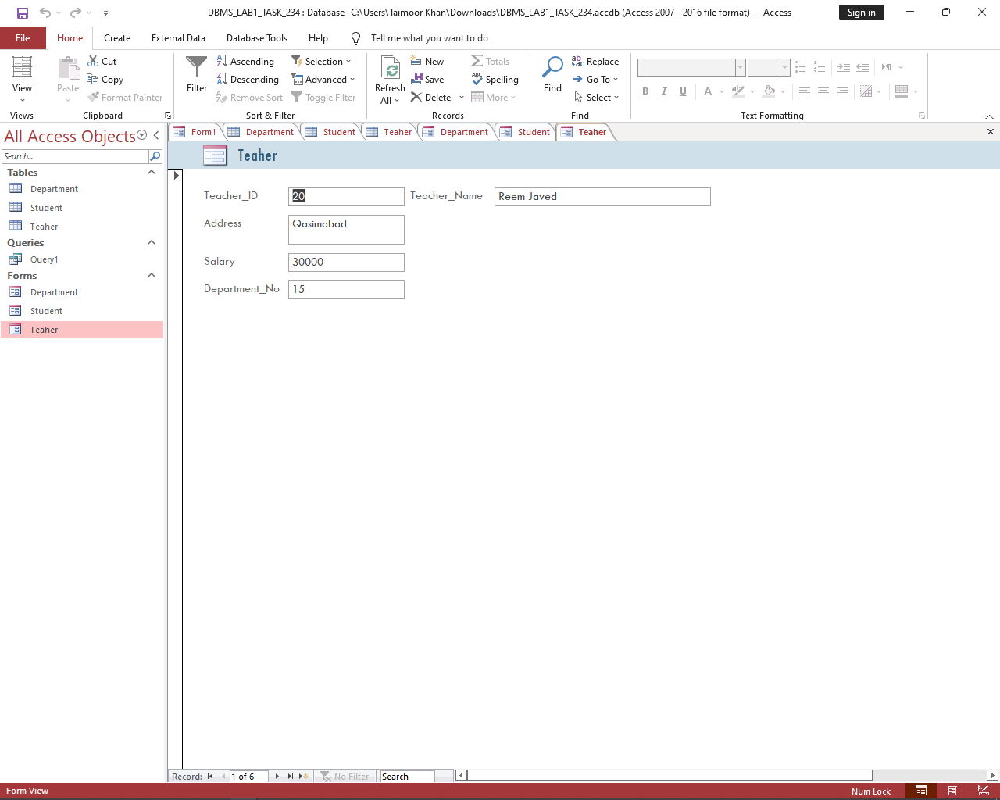 DBMS_LAB1_TASK_234 : Database- C:\Users\Taimoor Khan\Downloads\DBMS_LAB1_TASK_234.accdb (Access 2007 - 2016 file format) - Access
Sign in
File Home Create External Data Database Tools Help Tell me what you want to do
View
Views
Paste
Cut
Copy
Format Painter
Clipboard
Filter
Ascending
Descending
Remove Sort
Selection
Advanced
Toggle Filter
Sort & Filter
Refresh
All
New
Save
Delete
Totals
Spelling
More
Records
Find
Replace
Go To
Select
Find
B I U A
Text Formatting
All Access Objects
Search...
Tables
Department
Student
Teaher
Queries
Query1
Forms
Department
Student
Teaher
Form1 Department Student Teaher Department Student Teaher
Teaher
Teacher_ID 20 Teacher_Name Reem Javed
Address Qasimabad
Salary 30000
Department_No 15
Record: 1 of 6 No Filter Search
Form View
Num Lock